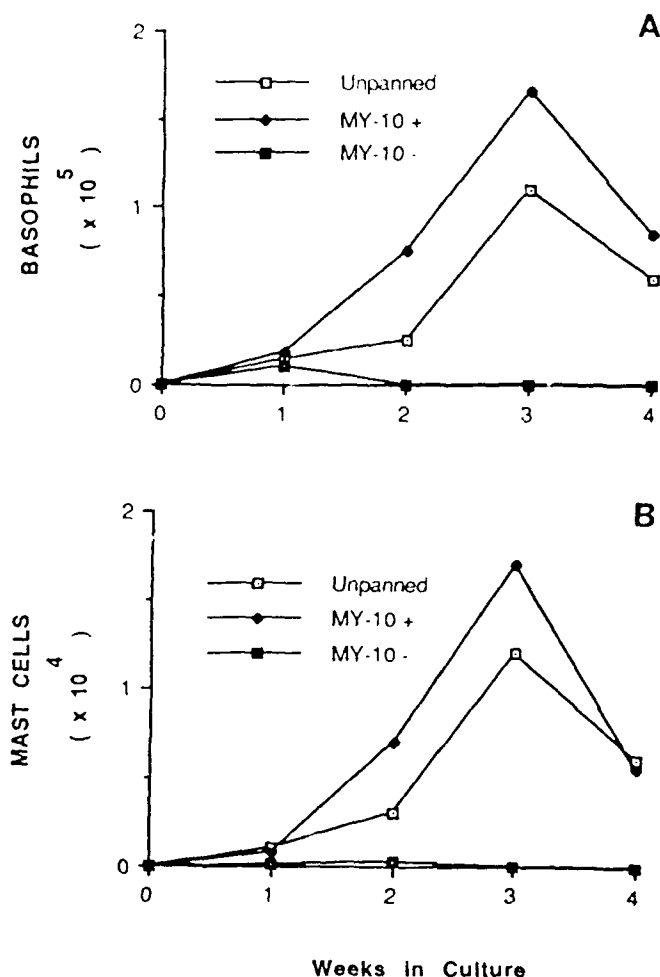 A
2
1
0
BASOPHILS
( x 10 5 )
Unpanned
MY-10 +
MY-10 -
0 1 2 3 4
B
2
1
0
MAST CELLS
( x 10 4 )
Unpanned
MY-10 +
MY-10 -
0 1 2 3 4
Weeks in Culture